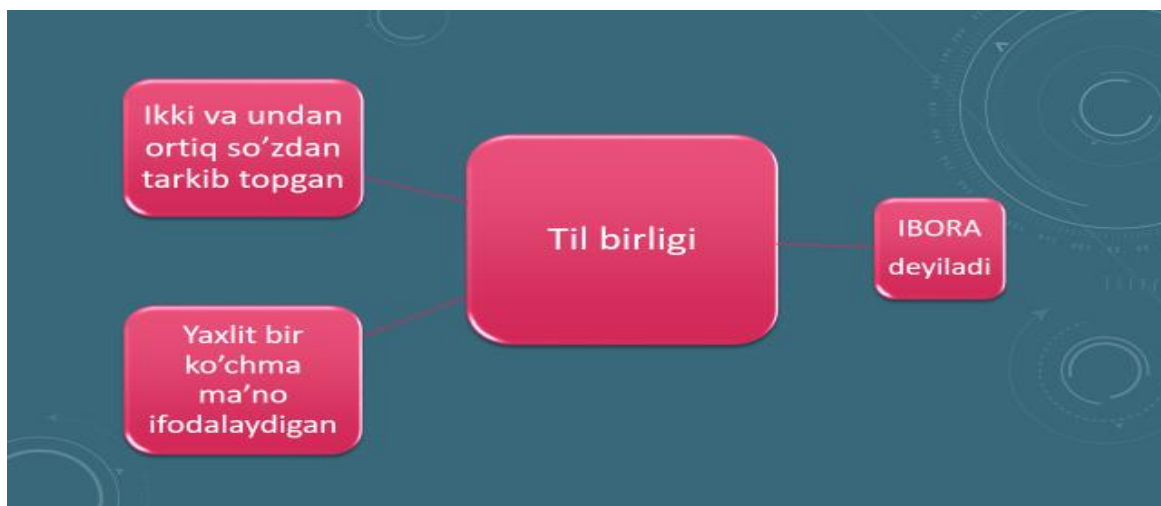 Ikki va undan
ortiq so’zdan
tarkib topgan
Yaxlit bir
ko’chma
ma’no
ifodalaydigan
Til birligi
IBORA
deyiladi